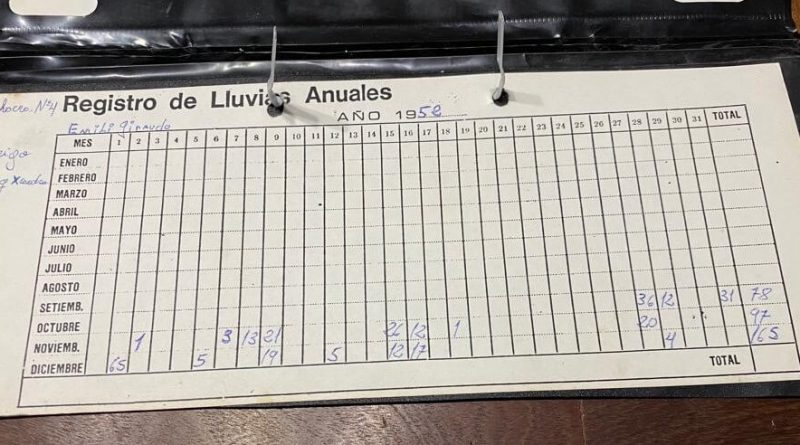 Nº4
Registro de Lluvias Anuales
AÑO 1952
MES 1 2 3 4 5 6 7 8 9 10 11 12 13 14 15 16 17 18 19 20 21 22 23 24 25 26 27 28 29 30 31 TOTAL
ENERO
FEBRERO
MARZO
ABRIL
MAYO
JUNIO
JULIO
AGOSTO
SETIEMB. 36 12 31 78
OCTUBRE 97
NOVIEMB. 1 3 13 21 26 12 1 20 165
DICIEMBRE 65 5 19 5 12 17 4
TOTAL